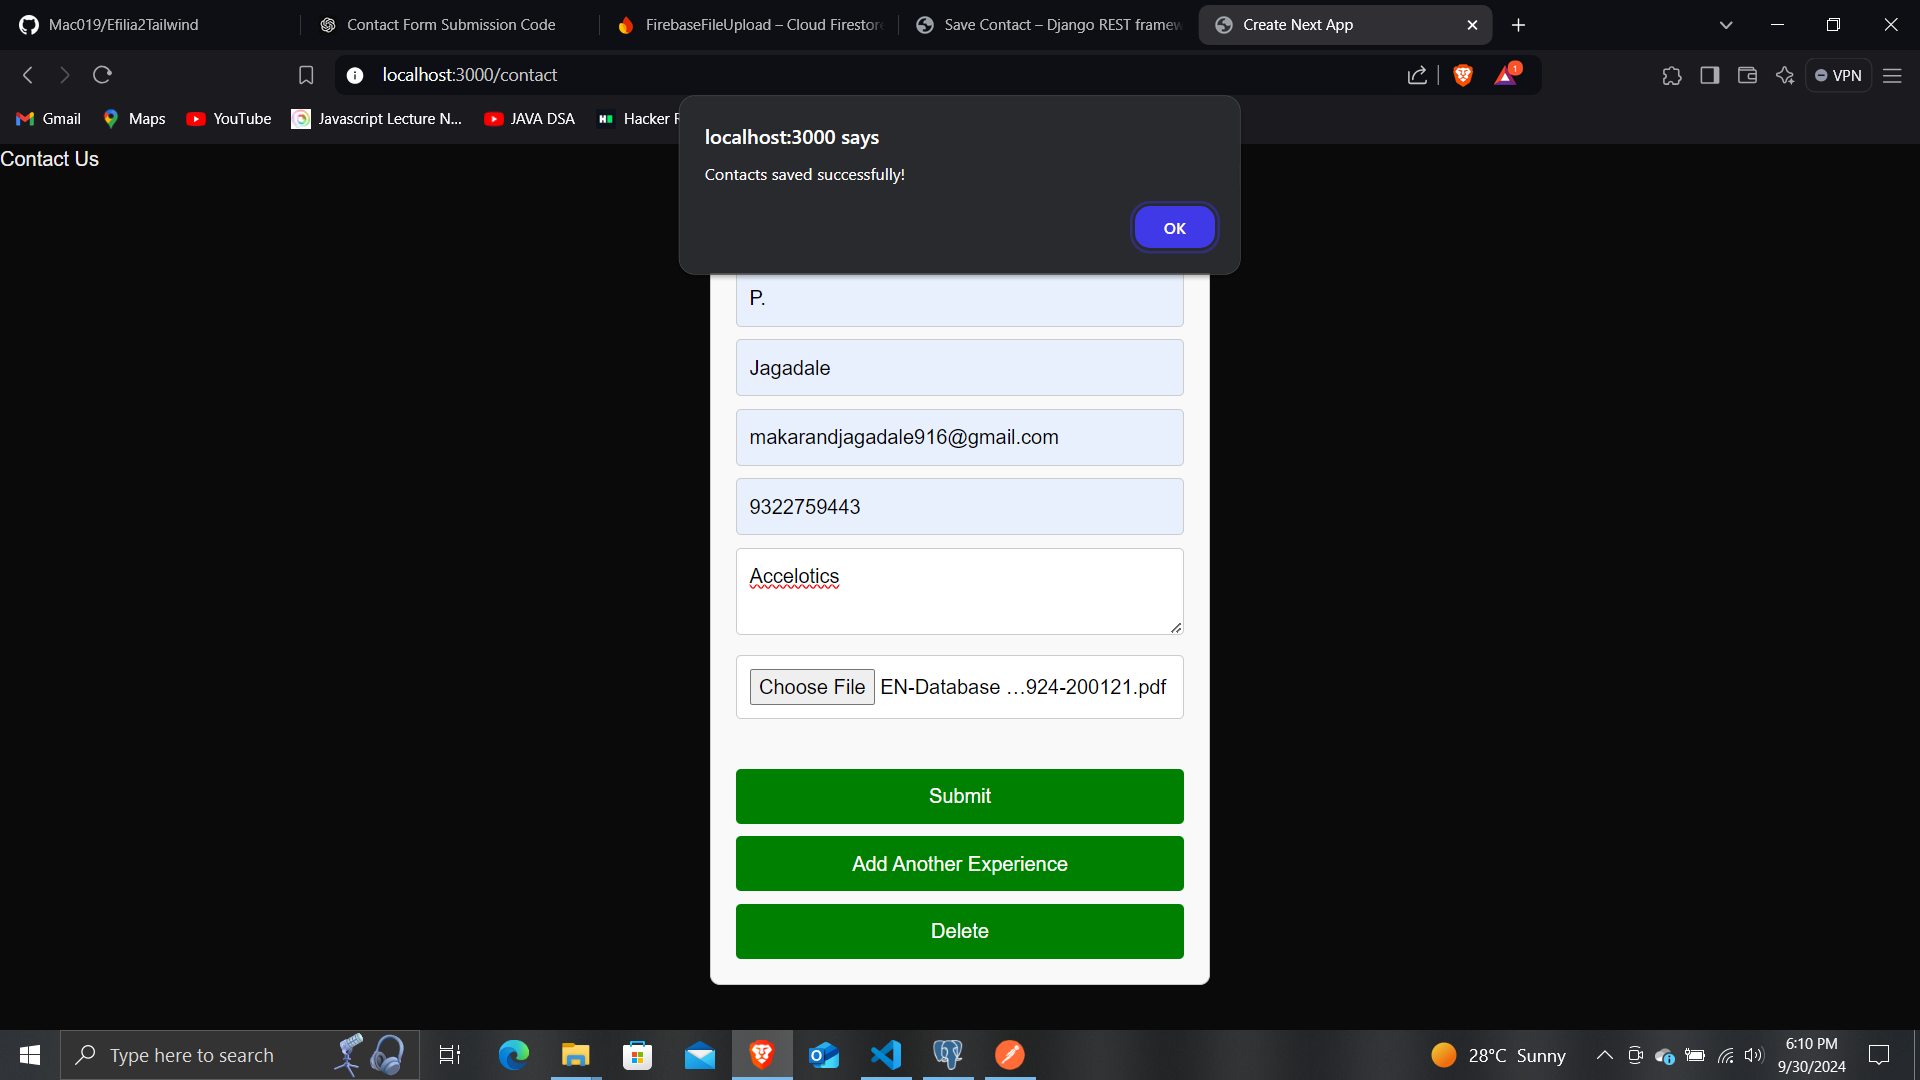 Mac019/Efilia2Tailwind
Contact Form Submission Code
FirebaseFileUpload – Cloud Firestore
Save Contact – Django REST framew
Create Next App
localhost:3000/contact
1
VPN
Gmail
Maps
YouTube
Javascript Lecture N...
JAVA DSA
Hacker R
localhost:3000 says
Contacts saved successfully!
OK
Contact Us
P.
Jagadale
makarandjagadale916@gmail.com
9322759443
Accelotics
Choose File EN-Database …924-200121.pdf
Submit
Add Another Experience
Delete
Type here to search
28°C Sunny
6:10 PM
9/30/2024